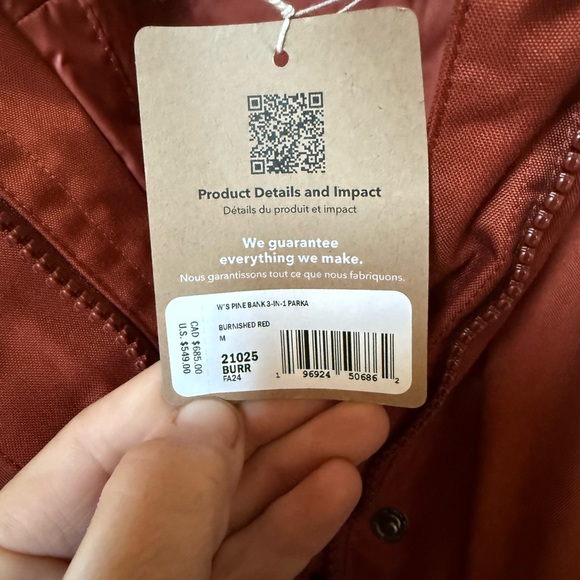 Product Details and Impact
Détails du produit et impact
We guarantee
everything we make.
Nous garantissons tout ce que nous fabriquons.
W'S PINE BANK 3-IN-1 PARKA
BURNISHED RED
M
21025
BURR
FA24
1 96924 50686 2
CAD $685.00
U.S. $549.00